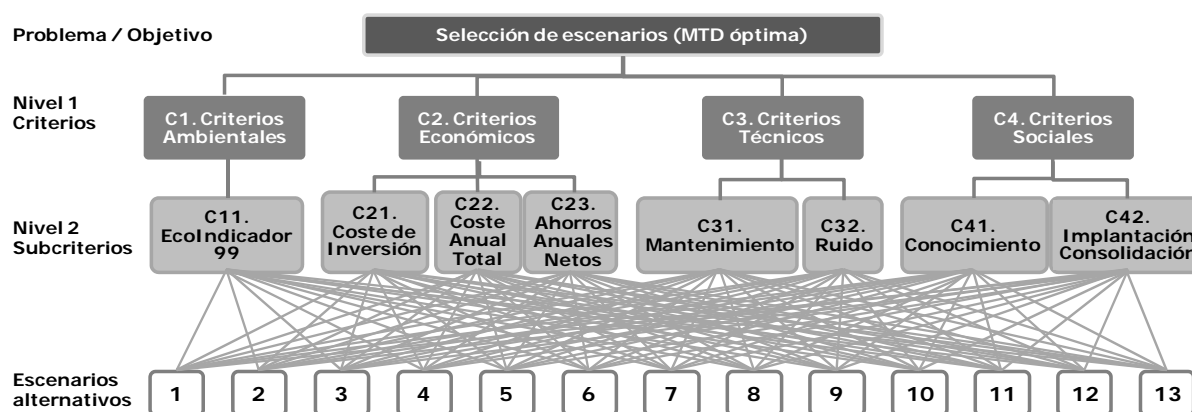 Problema / Objetivo
Selección de escenarios (MTD óptima)
Nivel 1
Criterios
C1. Criterios
Ambientales
C2. Criterios
Económicos
C3. Criterios
Técnicos
C4. Criterios
Sociales
Nivel 2
Subcriterios
C11.
EcoIndicador
99
C21.
Coste de
Inversión
C22.
Coste
Anual
Total
C23.
Ahorros
Anuales
Netos
C31.
Mantenimiento
C32.
Ruido
C41.
Conocimiento
C42.
Implantación
Consolidación
Escenarios
alternativos
1
2
3
4
5
6
7
8
9
10
11
12
13